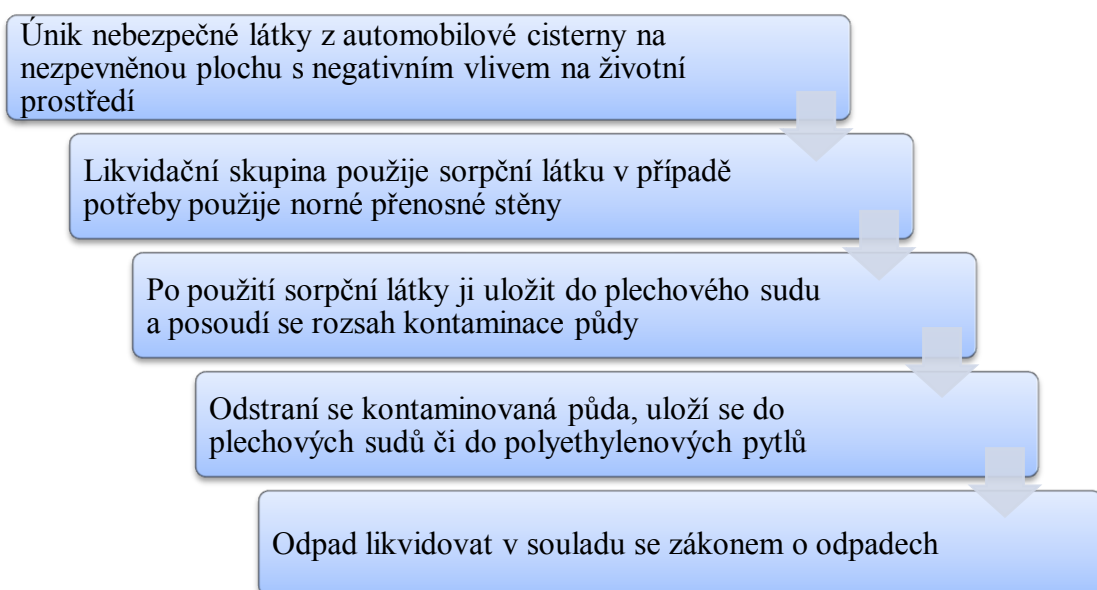 Únik nebezpečné látky z automobilové cisterny na
nezpevněnou plochu s negativním vlivem na životní
prostředí
Likvidační skupina použije sorpční látku v případě
potřeby použije norné přenosné stěny
Po použití sorpční látky ji uložit do plechového sudu
a posoudí se rozsah kontaminace půdy
Odstraní se kontaminovaná půda, uloží se do
plechových sudů či do polyethylenových pytlů
Odpad likvidovat v souladu se zákonem o odpadech